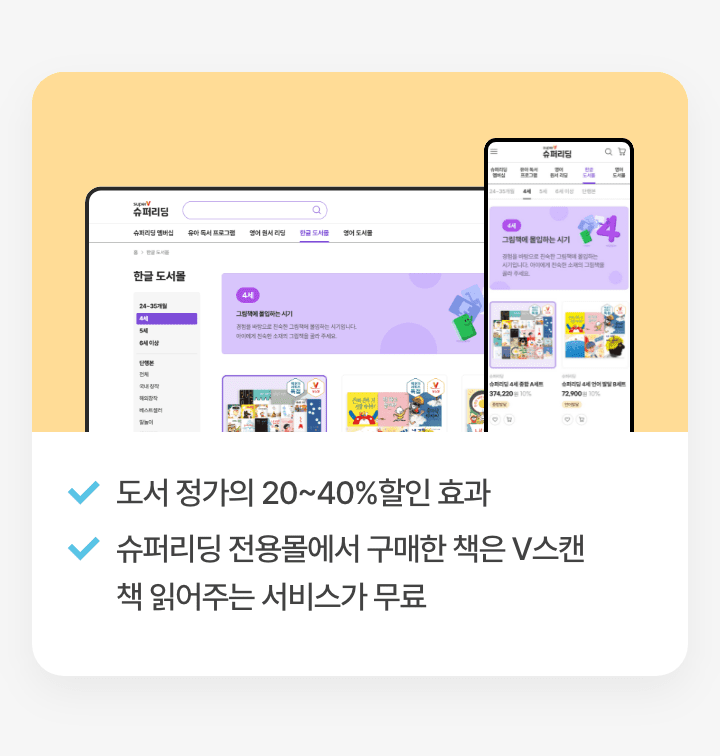 super V
슈퍼리딩
슈퍼리딩 멤버십
유아 독서 프로그램
영어 원서 리딩
한글 도서몰
영어 도서몰
홈 > 한글 도서몰
한글 도서몰
24~35개월
4세
5세
6세 이상
단행본
전체
국내창작
해외창작
베스트셀러
말놀이
4세
그림책에 몰입하는 시기
경험을 바탕으로 친숙한 그림책에 몰입하는 시기입니다.
아이에게 친숙한 소재의 그림책을 골라 주세요.
super V
슈퍼리딩
슈퍼리딩 멤버십
유아 독서 프로그램
영어 원서 리딩
한글 도서몰
영어 도서몰
24~35개월
4세
5세
6세 이상
단행본
4세
그림책에 몰입하는 시기
경험을 바탕으로 친숙한 그림책에 몰입하는
시기입니다. 아이에게 친숙한 소재의 그림책을
골라 주세요.
4
슈퍼리딩
슈퍼리딩 4세 종합 A세트
374,220원 10%
종합발달
슈퍼리딩
슈퍼리딩 4세 언어 발달 B세트
72,900원 10%
언어발달
도서 정가의 20~40%할인 효과
슈퍼리딩 전용몰에서 구매한 책은 V스캔
책 읽어주는 서비스가 무료